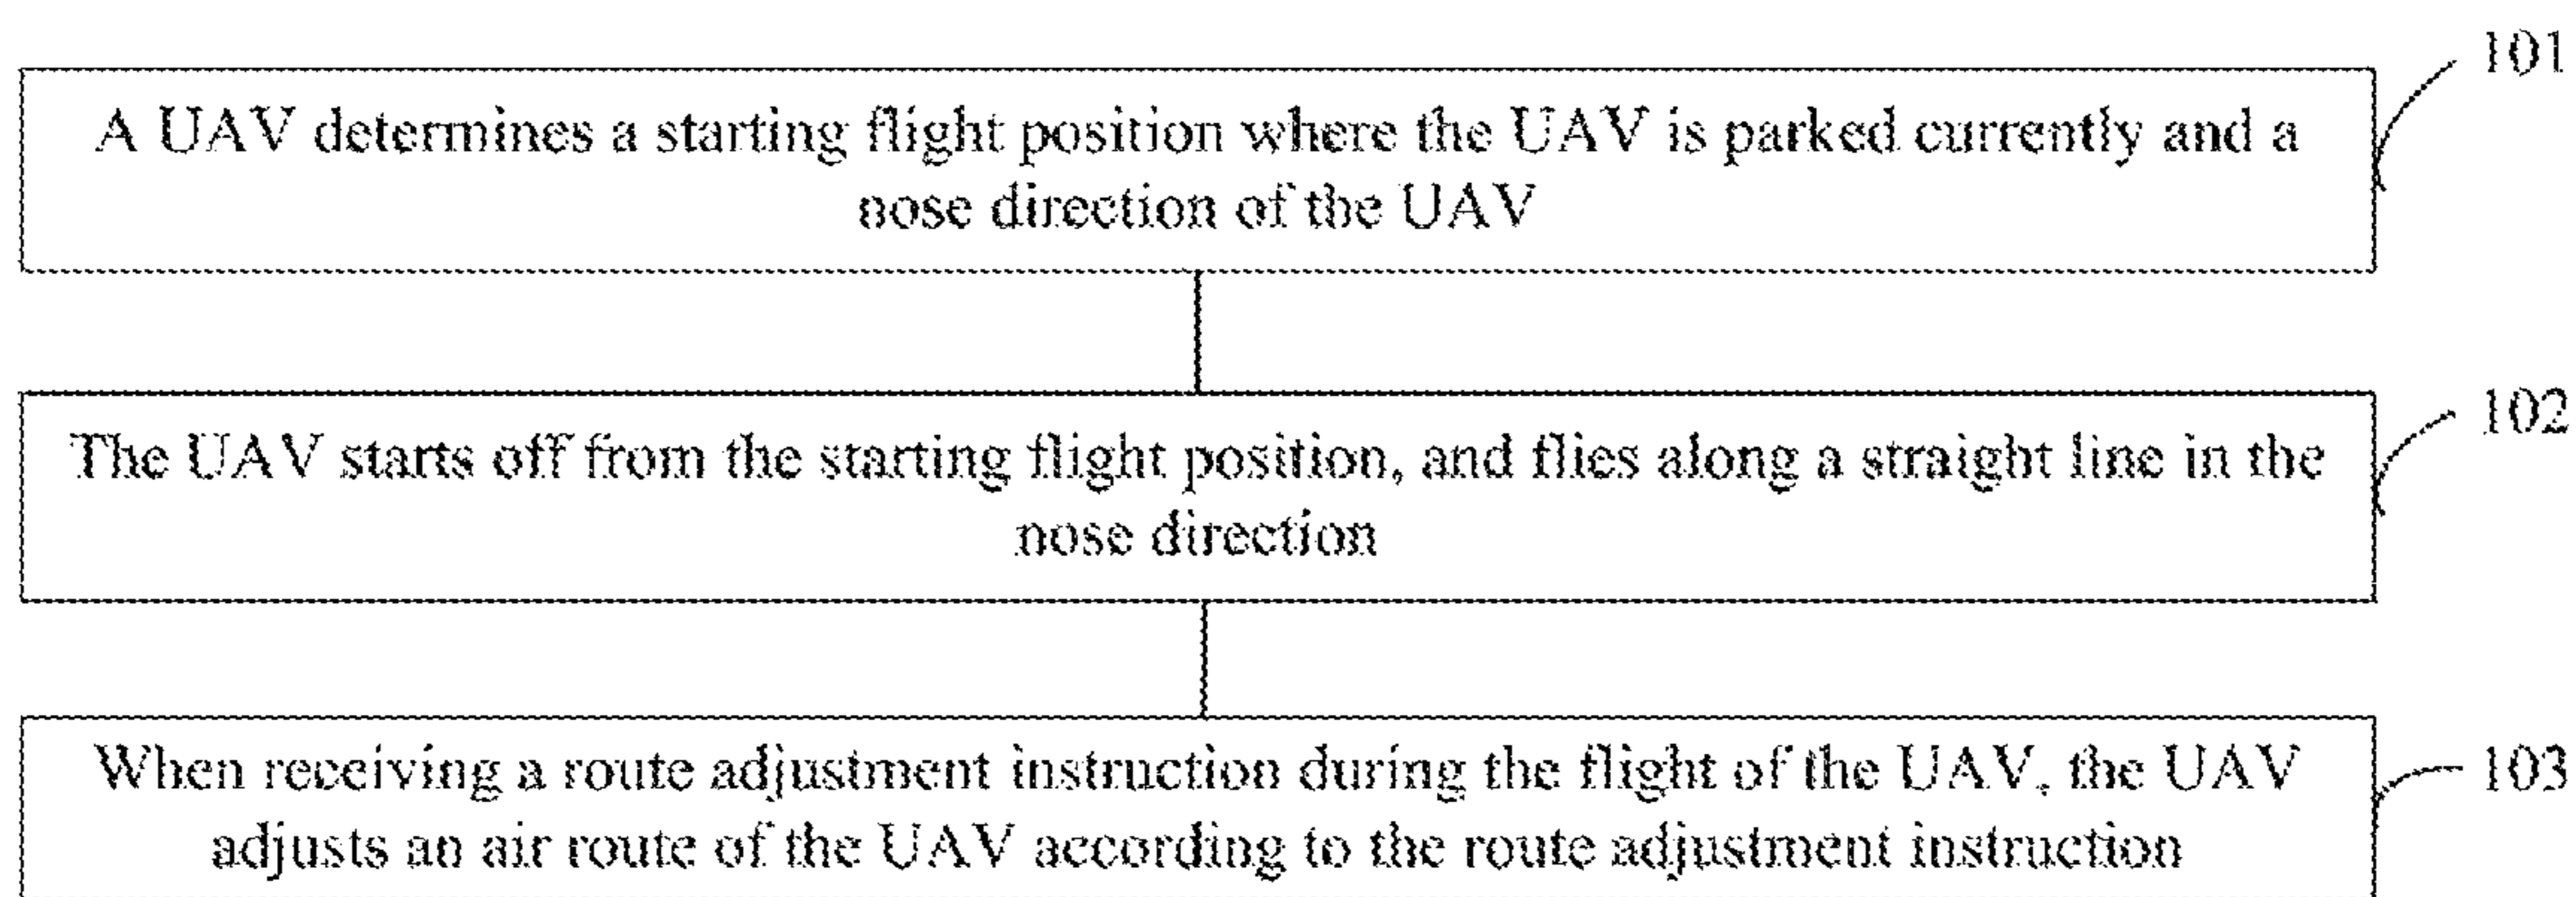 101
A UAV determines a starting flight position where the UAV is parked currently and a
nose direction of the UAV
102
The UAV starts off from the starting flight position, and flies along a straight line in the
nose direction
103
When receiving a route adjustment instruction during the flight of the UAV, the UAV
adjusts an air route of the UAV according to the route adjustment instruction